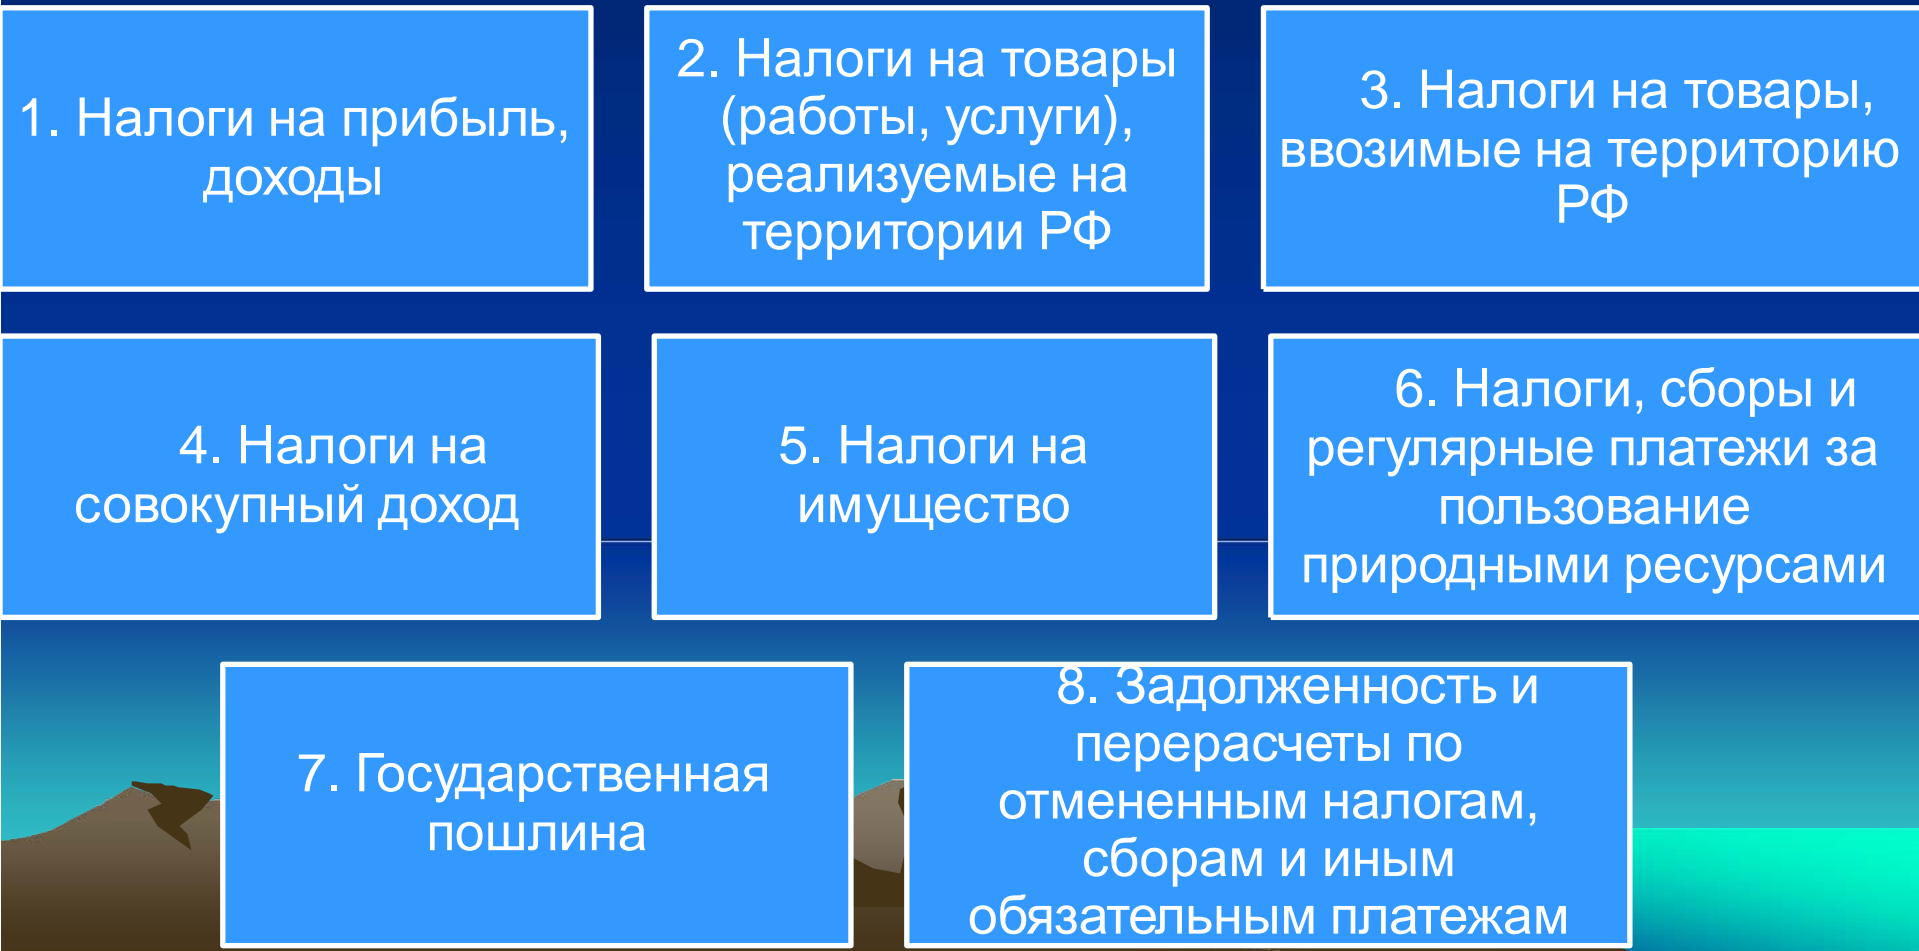 1. Налоги на прибыль,
доходы
2. Налоги на товары
(работы, услуги),
реализуемые на
территории РФ
3. Налоги на товары,
ввозимые на территорию
РФ
4. Налоги на
совокупный доход
5. Налоги на
имущество
6. Налоги, сборы и
регулярные платежи за
пользование
природными ресурсами
7. Государственная
пошлина
8. Задолженность и
перерасчеты по
отмененным налогам,
сборам и иным
обязательным платежам